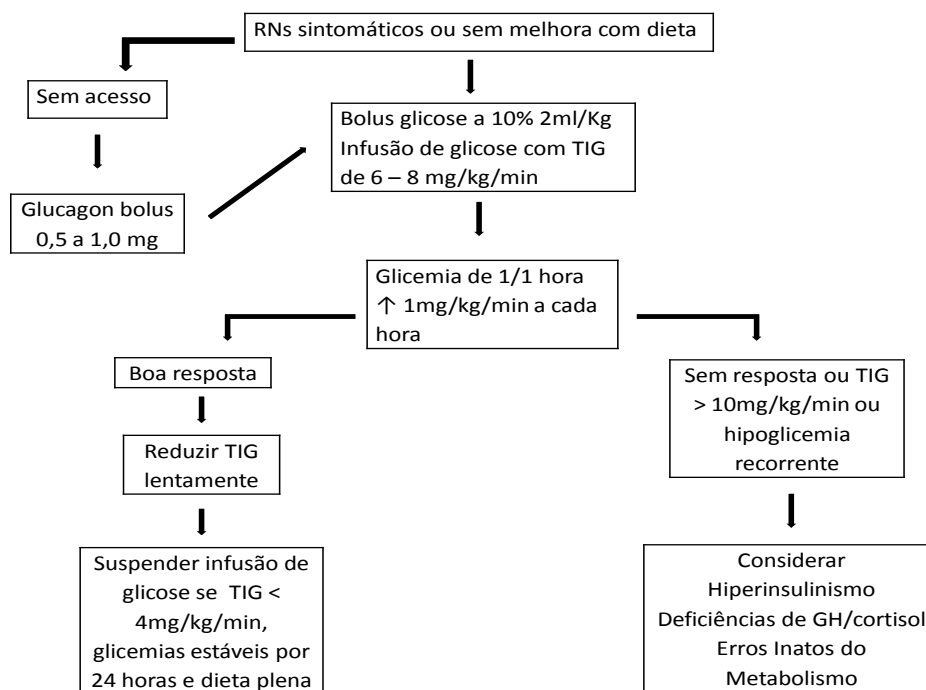 RNs sintomáticos ou sem melhora com dieta
Sem acesso
Bolus glicose a 10% 2ml/Kg
Infusão de glicose com TIG
de 6 – 8 mg/kg/min
Glucagon bolus
0,5 a 1,0 mg
Glicemia de 1/1 hora
↑ 1mg/kg/min a cada
hora
Boa resposta
Sem resposta ou TIG
> 10mg/kg/min ou
hipoglicemia
recorrente
Reduzir TIG
lentamente
Suspender infusão de
glicose se TIG <
4mg/kg/min,
glicemias estáveis por
24 horas e dieta plena
Considerar
Hiperinsulinismo
Deficiências de GH/cortisol
Erros Inatos do
Metabolismo